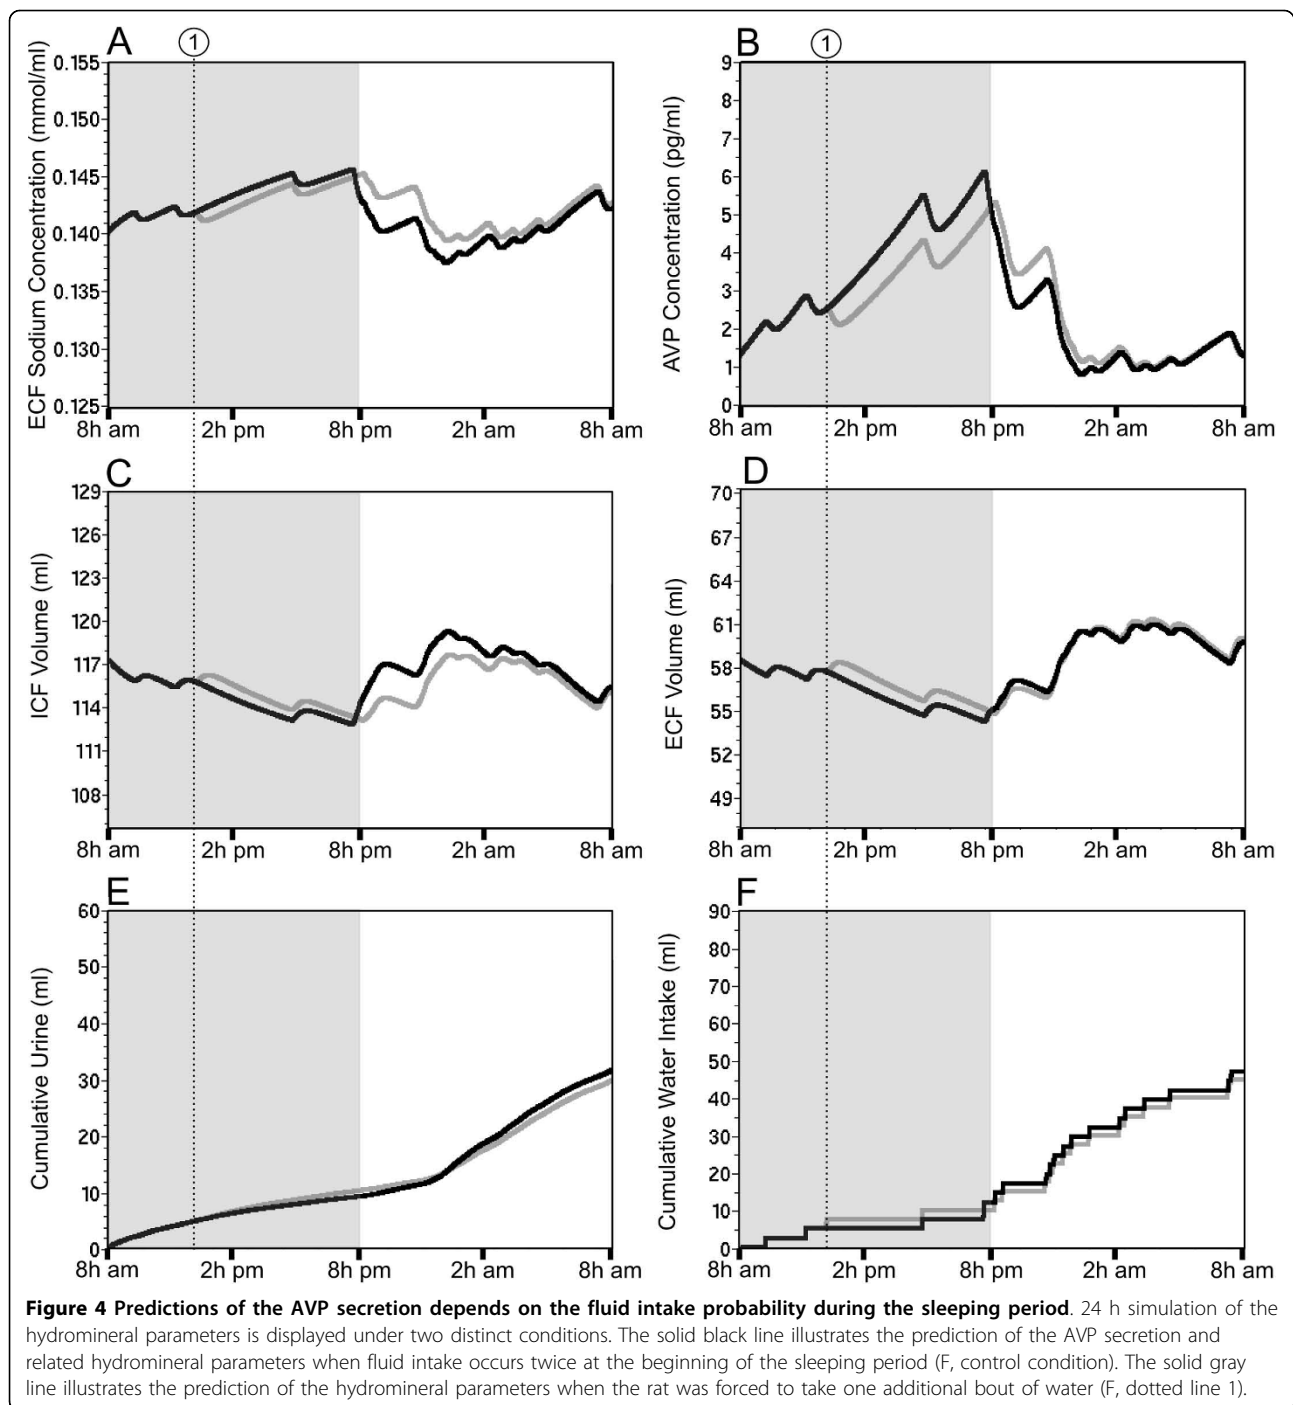 A
1
ECF Sodium Concentration (mmol/ml)
0.155
0.150
0.145
0.140
0.135
0.130
0.125
8h am 2h pm 8h pm 2h am 8h am
B
1
AVP Concentration (pg/ml)
9
8
7
6
5
4
3
2
1
0
8h am 2h pm 8h pm 2h am 8h am
C
ICF Volume (ml)
129
126
123
120
117
114
111
108
8h am 2h pm 8h pm 2h am 8h am
D
ECF Volume (ml)
70
67
64
61
58
55
52
49
8h am 2h pm 8h pm 2h am 8h am
E
Cumulative Urine (ml)
60
50
40
30
20
10
0
8h am 2h pm 8h pm 2h am 8h am
F
Cumulative Water Intake (ml)
90
80
70
60
50
40
30
20
10
0
8h am 2h pm 8h pm 2h am 8h am
Figure 4 Predictions of the AVP secretion depends on the fluid intake probability during the sleeping period. 24 h simulation of the
hydromineral parameters is displayed under two distinct conditions. The solid black line illustrates the prediction of the AVP secretion and
related hydromineral parameters when fluid intake occurs twice at the beginning of the sleeping period (F, control condition). The solid gray
line illustrates the prediction of the hydromineral parameters when the rat was forced to take one additional bout of water (F, dotted line 1).